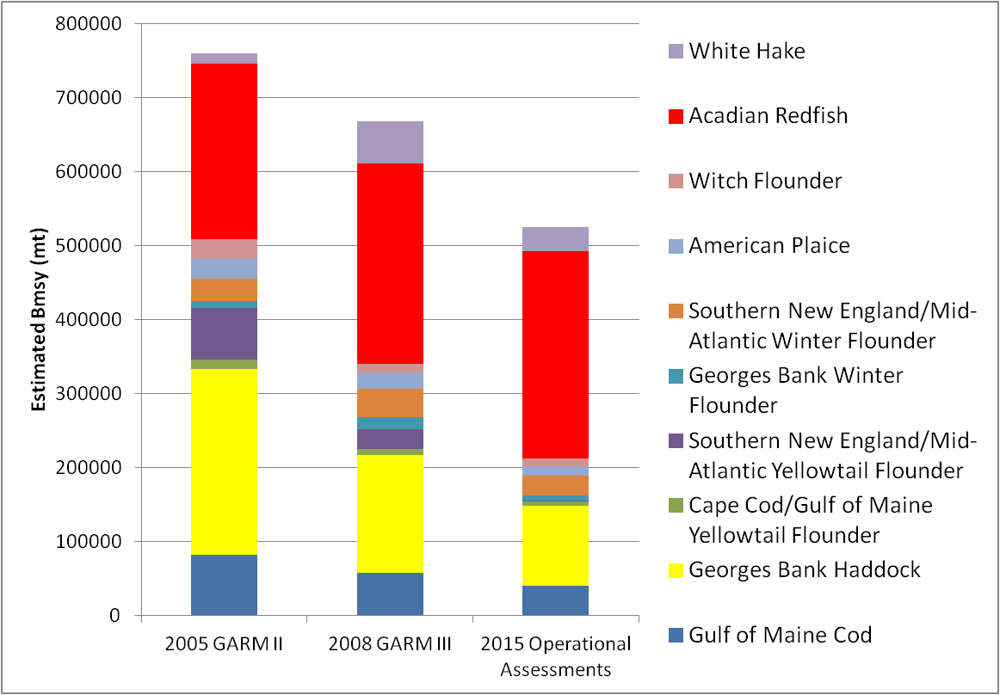 800000
700000
600000
500000
400000
300000
200000
100000
0
Estimated Bmsy (mt)
2005 GARM II
2008 GARM III
2015 Operational
Assessments
White Hake
Acadian Redfish
Witch Flounder
American Plaice
Southern New England/Mid-
Atlantic Winter Flounder
Georges Bank Winter
Flounder
Southern New England/Mid-
Atlantic Yellowtail Flounder
Cape Cod/Gulf of Maine
Yellowtail Flounder
Georges Bank Haddock
Gulf of Maine Cod